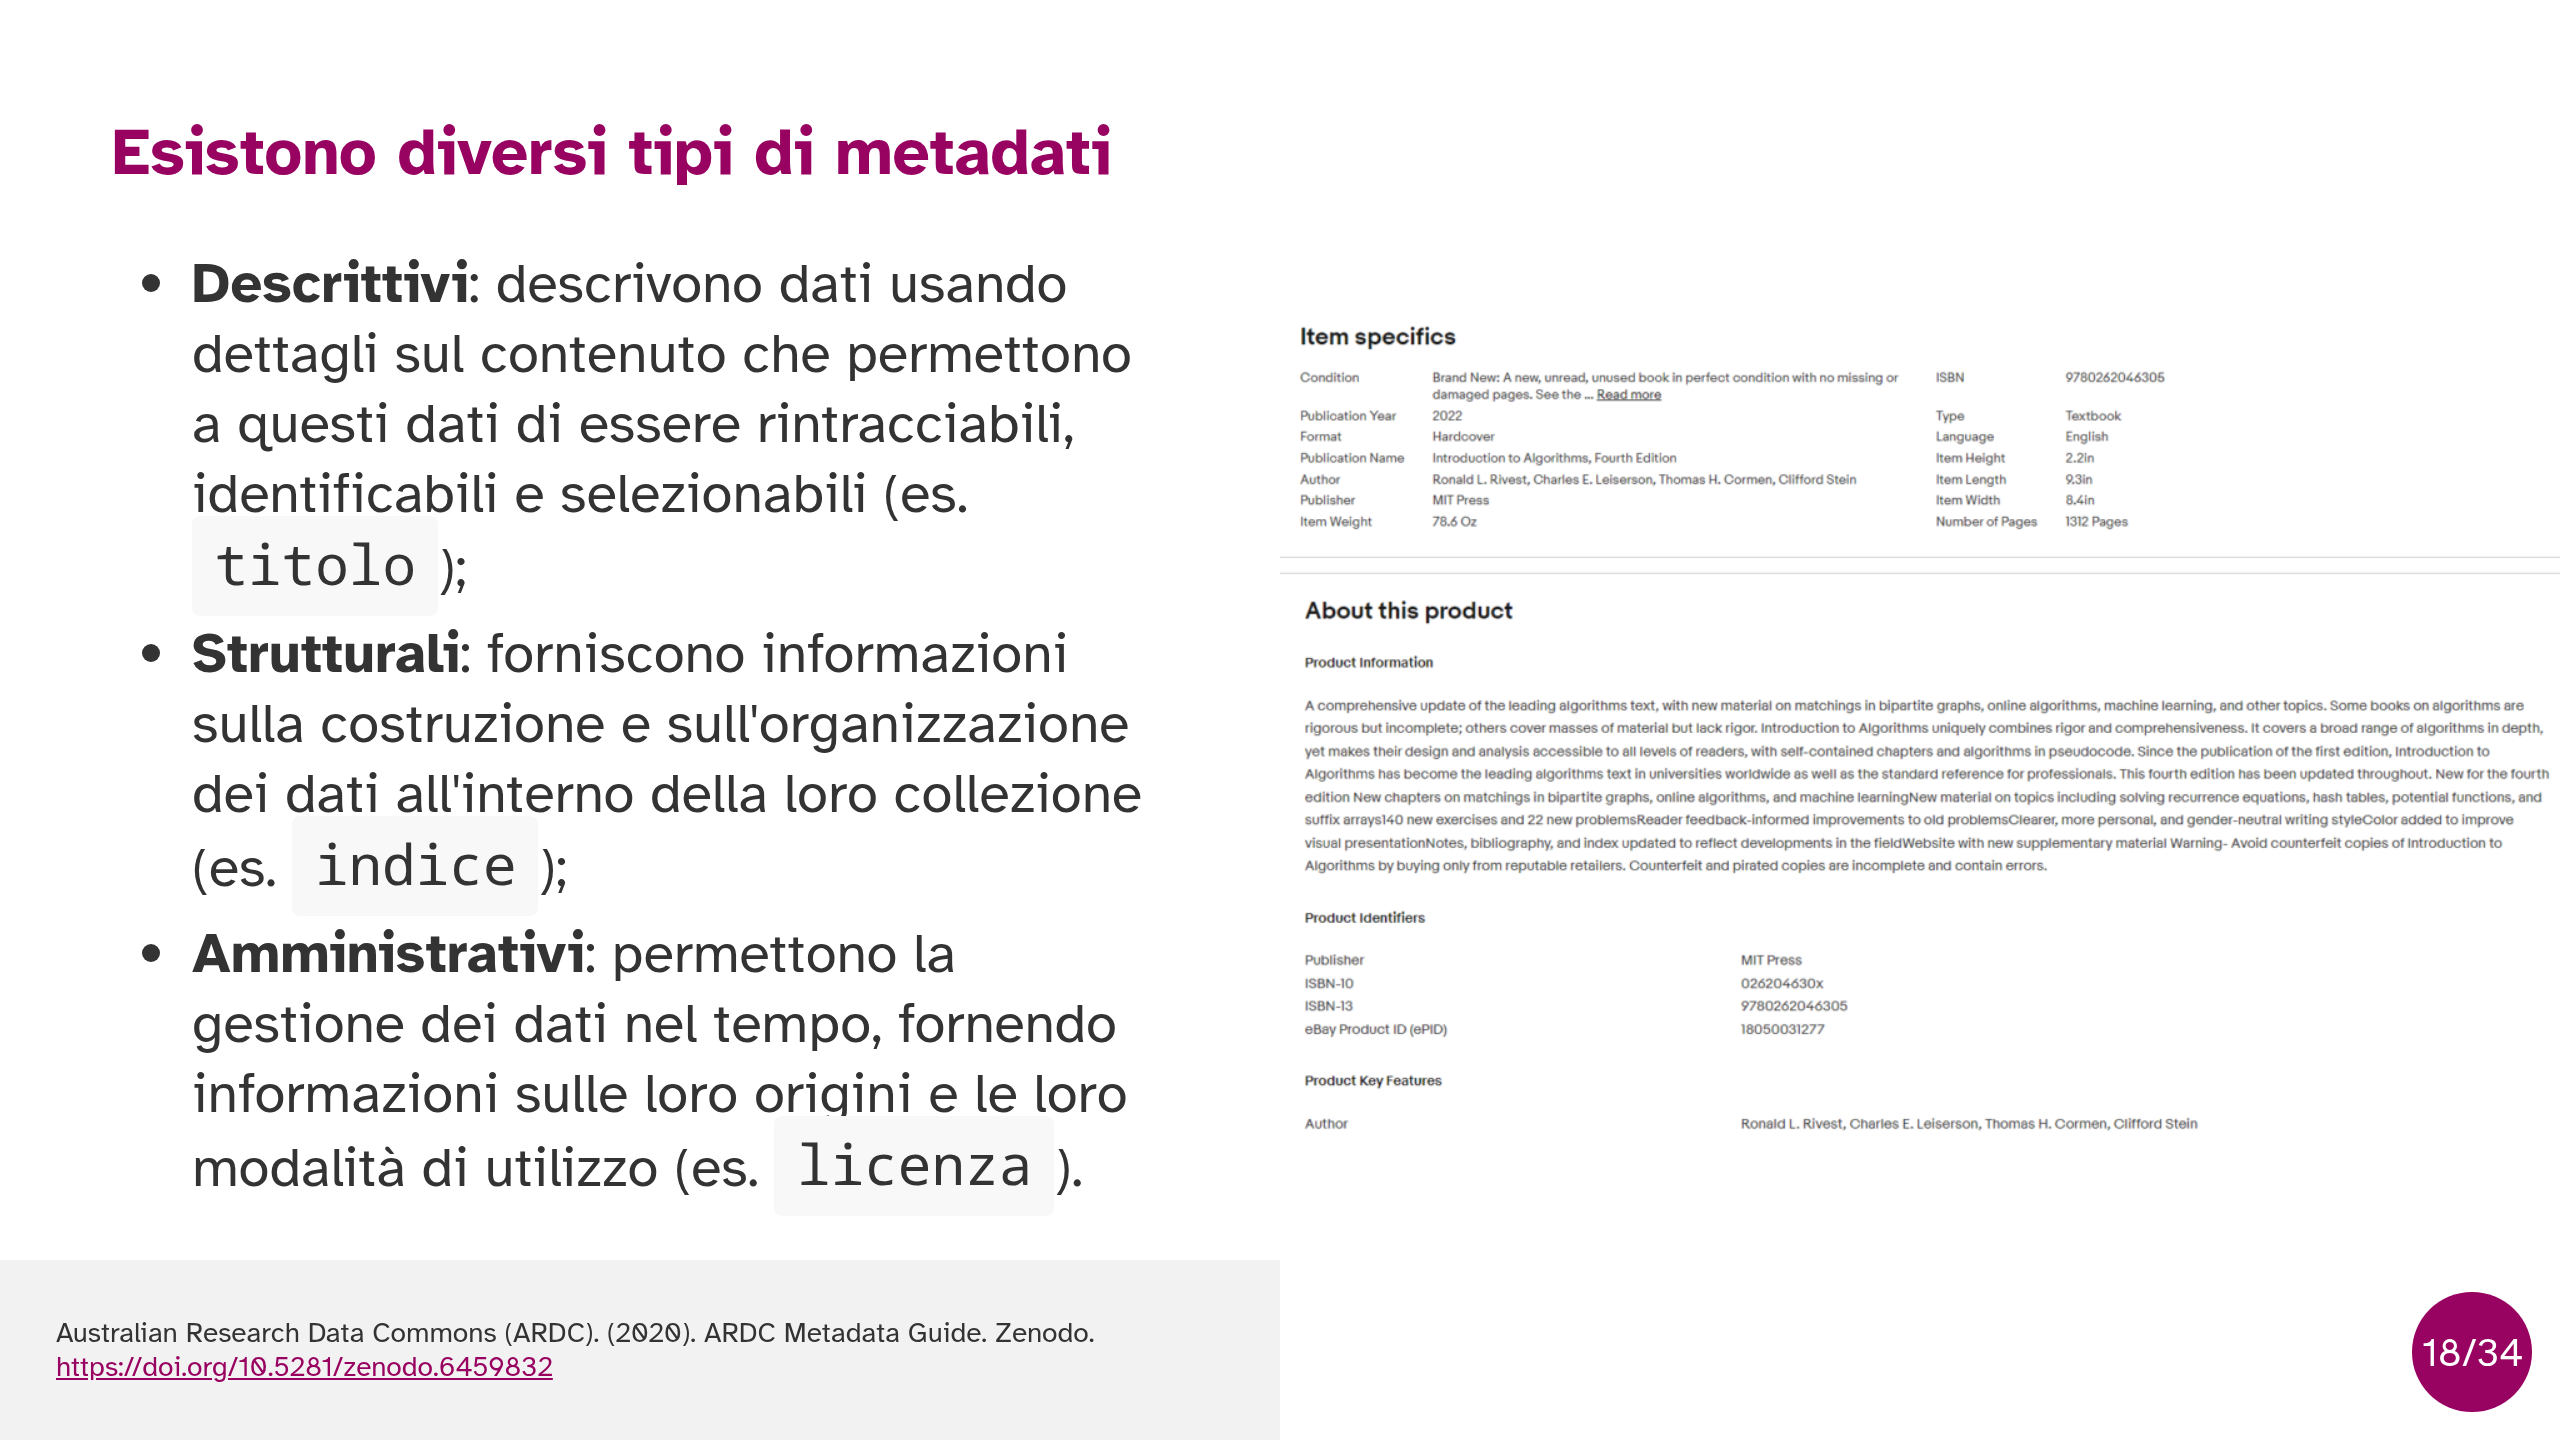 Esistono diversi tipi di metadati
Descrittivi: descrivono dati usando
dettagli sul contenuto che permettono
a questi dati di essere rintracciabili,
identificabili e selezionabili (es.
titolo );
Strutturali: forniscono informazioni
sulla costruzione e sull'organizzazione
dei dati all'interno della loro collezione
(es. indice );
Amministrativi: permettono la
gestione dei dati nel tempo, fornendo
informazioni sulle loro origini e le loro
modalità di utilizzo (es. licenza ).
Item specifics
Condition Brand New: A new, unread, unused book in perfect condition with no missing or ISBN 9780262046305
damaged pages. See the ... Read more
Publication Year 2022 Type Textbook
Format Hardcover Language English
Publication Name Introduction to Algorithms, Fourth Edition Item Height 2.2in
Author Ronald L. Rivest, Charles E. Leiserson, Thomas H. Cormen, Clifford Stein Item Length 9.3in
Publisher MIT Press Item Width 8.4in
Item Weight 78.6 Oz Number of Pages 1312 Pages
About this product
Product Information
A comprehensive update of the leading algorithms text, with new material on matchings in bipartite graphs, online algorithms, machine learning, and other topics. Some books on algorithms are
rigorous but incomplete; others cover masses of material but lack rigor. Introduction to Algorithms uniquely combines rigor and comprehensiveness. It covers a broad range of algorithms in depth,
yet makes their design and analysis accessible to all levels of readers, with self-contained chapters and algorithms in pseudocode. Since the publication of the first edition, Introduction to
Algorithms has become the leading algorithms text in universities worldwide as well as the standard reference for professionals. This fourth edition has been updated throughout. New for the fourth
edition New chapters on matchings in bipartite graphs, online algorithms, and machine learningNew material on topics including solving recurrence equations, hash tables, potential functions, and
suffix arrays140 new exercises and 22 new problemsReader feedback-informed improvements to old problemsClearer, more personal, and gender-neutral writing styleColor added to improve
visual presentationNotes, bibliography, and index updated to reflect developments in the fieldWebsite with new supplementary material Warning- Avoid counterfeit copies of Introduction to
Algorithms by buying only from reputable retailers. Counterfeit and pirated copies are incomplete and contain errors.
Product Identifiers
Publisher MIT Press
ISBN-10 026204630x
ISBN-13 9780262046305
eBay Product ID (ePID) 18050031277
Product Key Features
Author Ronald L. Rivest, Charles E. Leiserson, Thomas H. Cormen, Clifford Stein
Australian Research Data Commons (ARDC). (2020). ARDC Metadata Guide. Zenodo.
https://doi.org/10.5281/zenodo.6459832
18/34